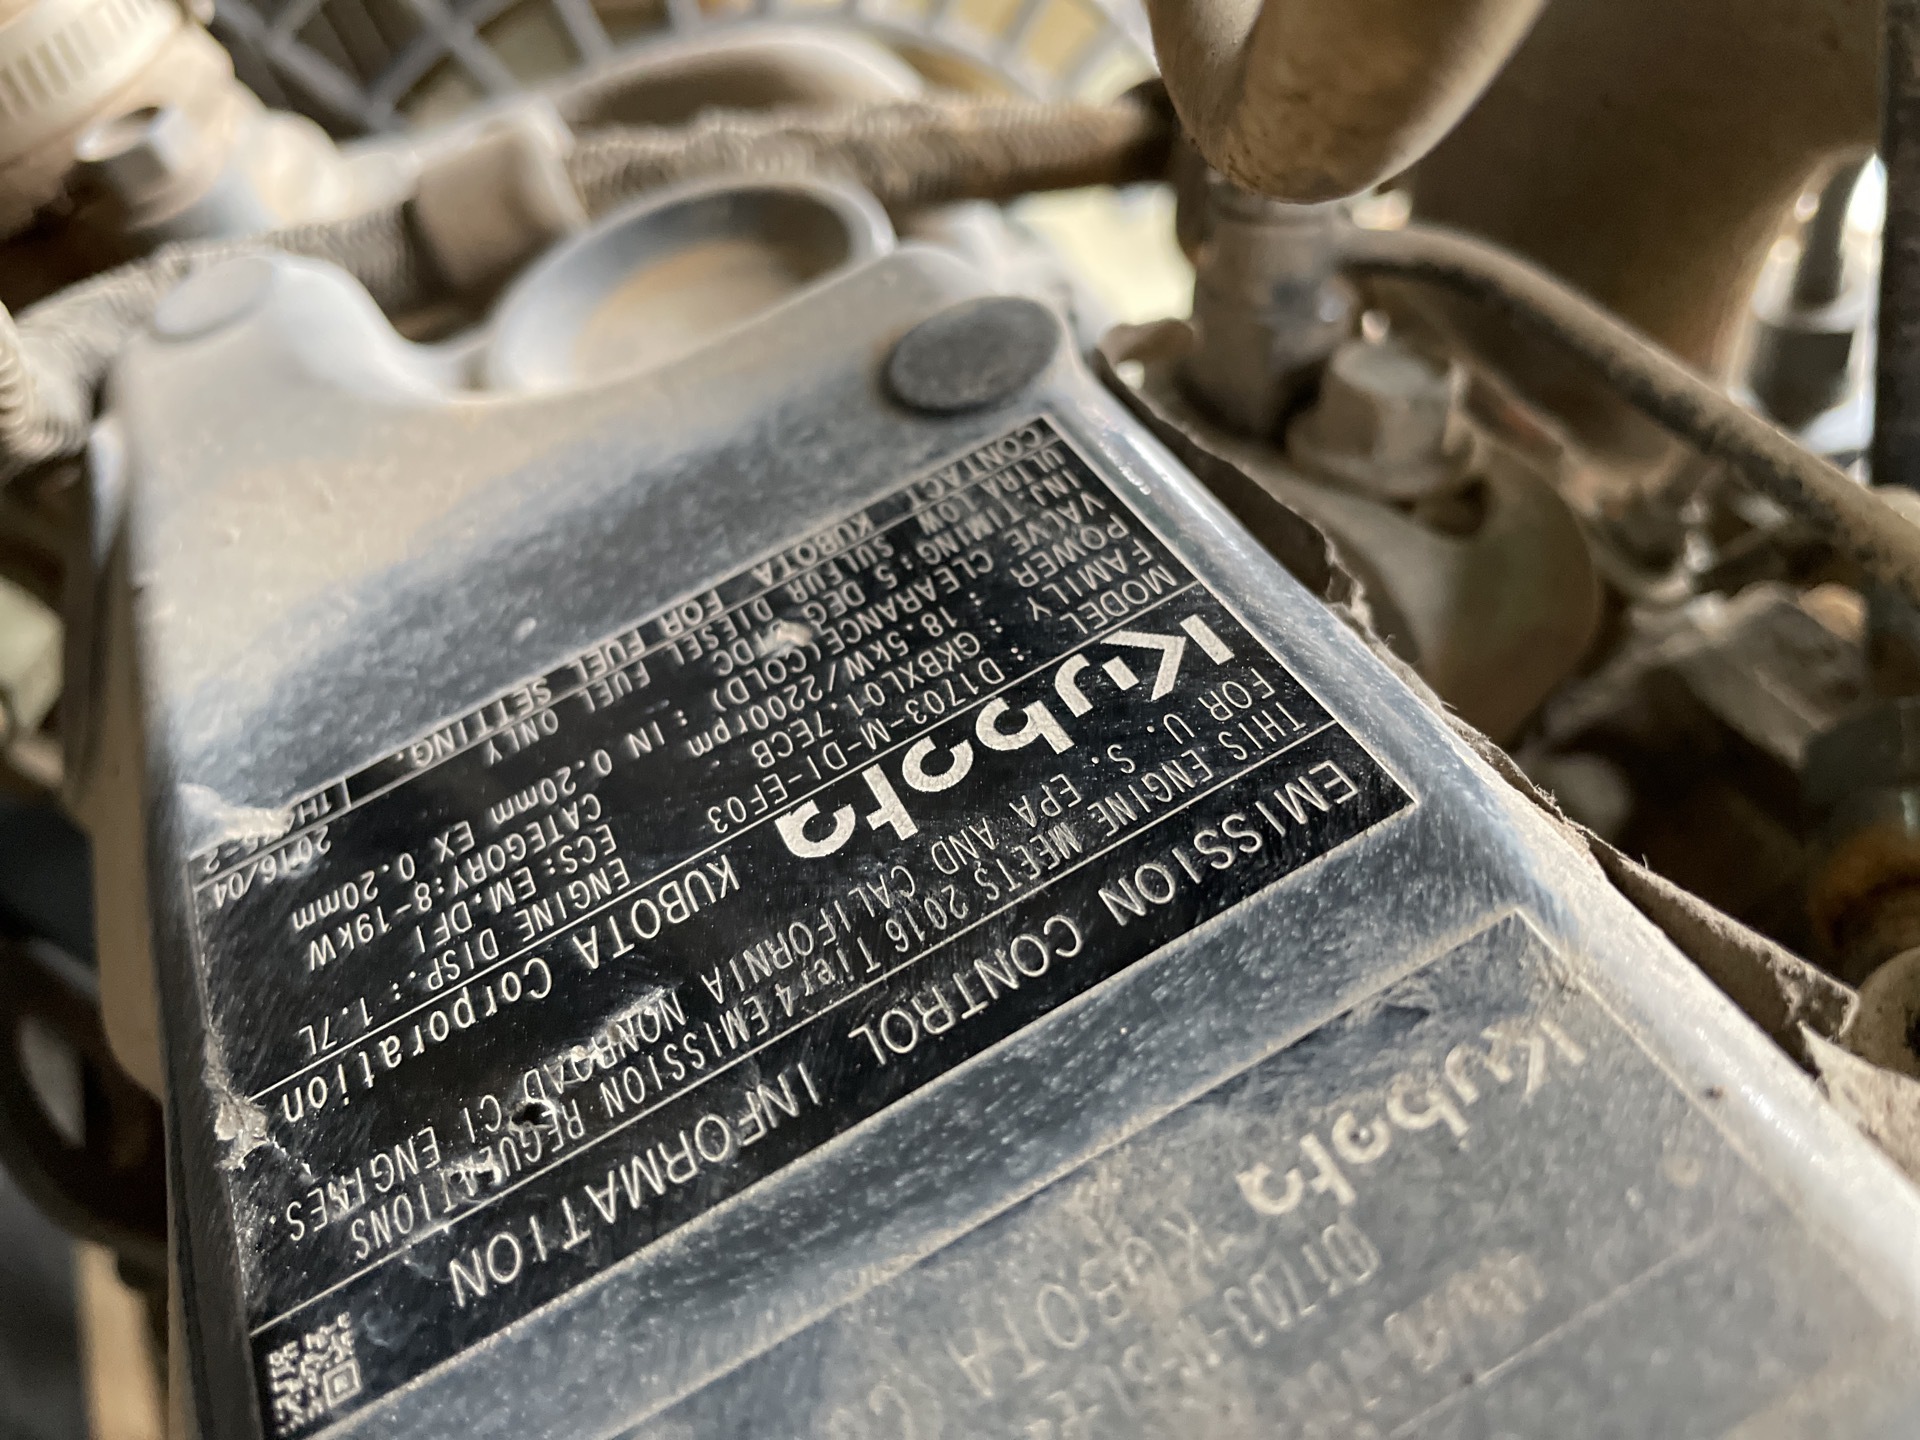 EMISSION CONTROL INFORMATION
THIS ENGINE MEETS 2016 Tier4 EMISSION REGULATIONS
FOR U. S. EPA AND CALIFORNIA NONROAD CI ENGINES.
Kubota KUBOTA Corporation
MODEL : D1703-M-DI-EF03 ENGINE DISP.: 1.7L
FAMILY : GKBXL01.7ECB ECS: EM.DFI
POWER : 18.5kW/2200rpm CATEGORY:8-19kW
VALVE CLEARANCE(COLD) : IN 0.20mm EX 0.20mm
INJ-TIMING:5 DEG
ULTRA LOW SULFUR DIESEL FUEL ONLY 2016/04
CONTACT KUBOTA FOR FUEL SETTING.
Kubota
KUBOTA